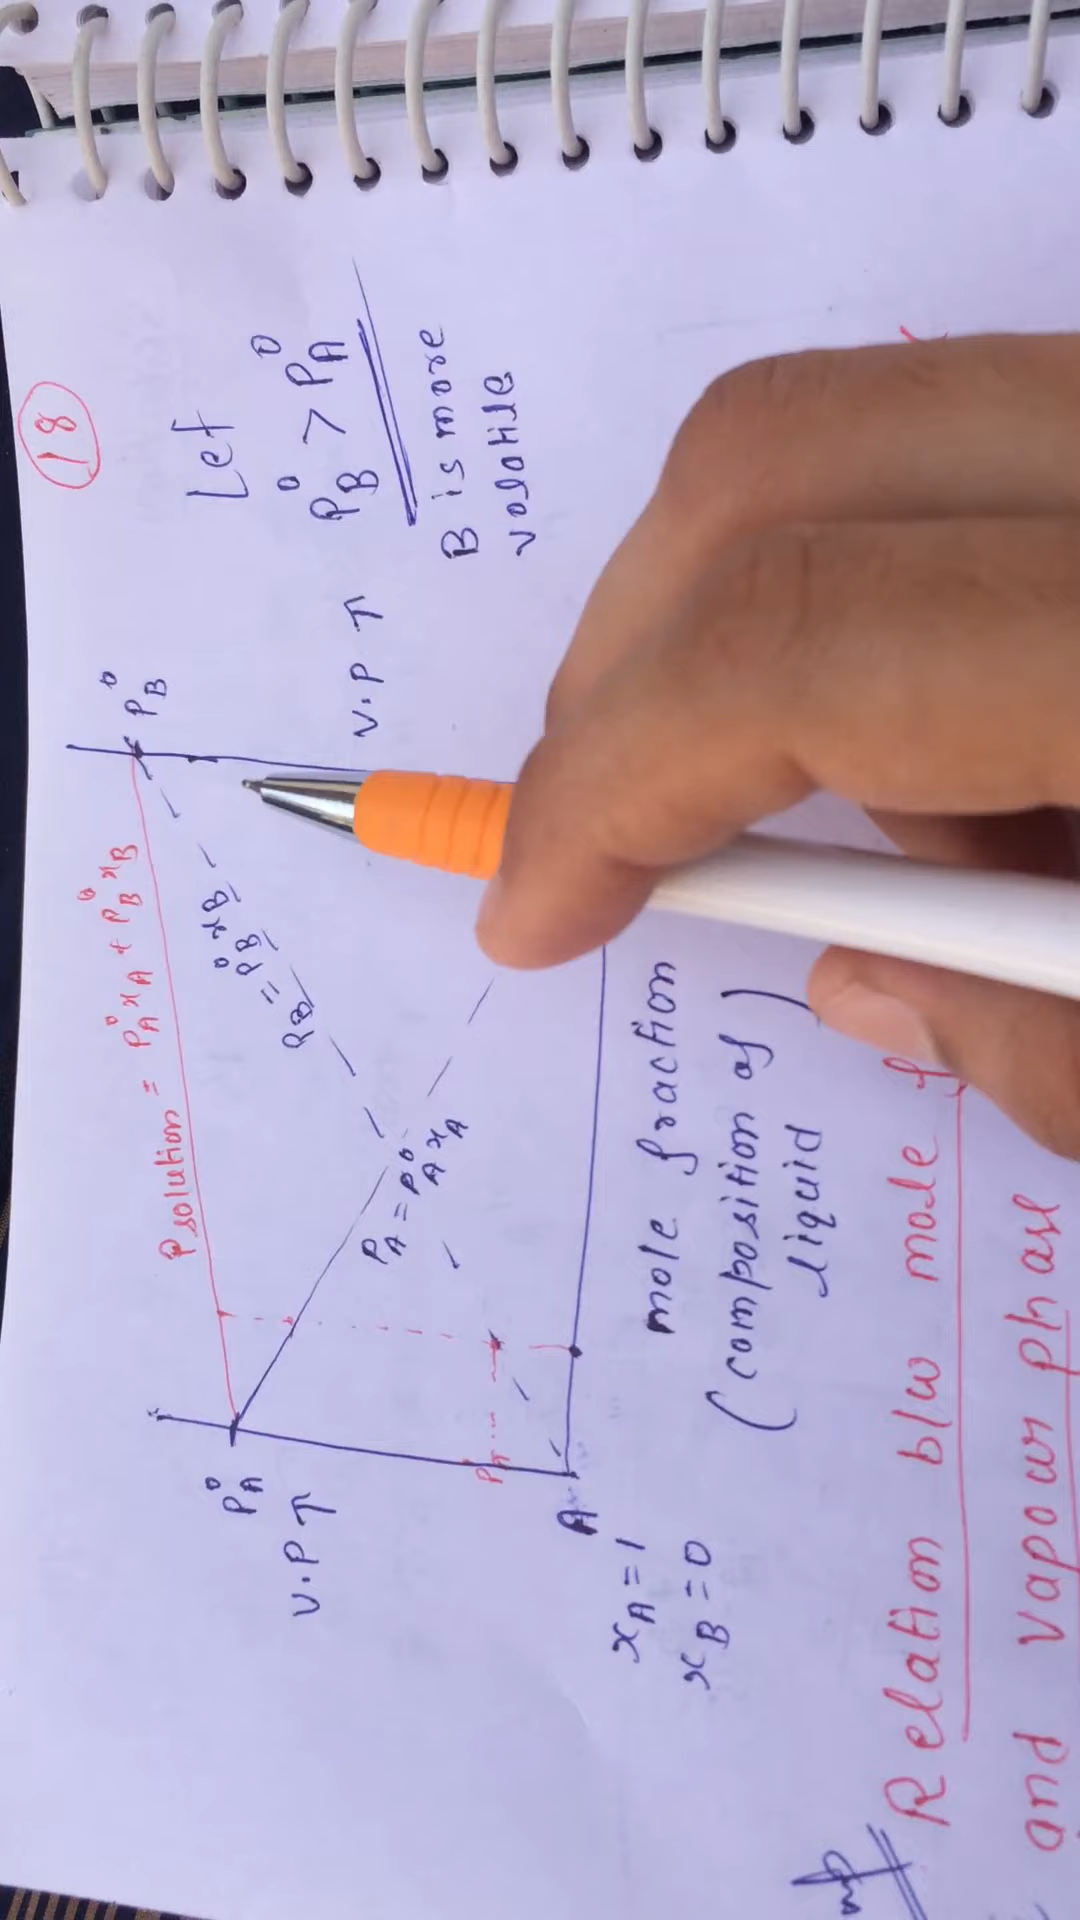 18
Let
P°B > P°A
B is more
volatile
P°A
V.P ↑
P°B
V.P ↑
Psolution = P°A xA + P°B xB
PB = P°B xB
PA = P°A xA
A
xA = 1
xB = 0
mole fraction
(composition of
liquid)
Relation b/w mole f
and vapour phase